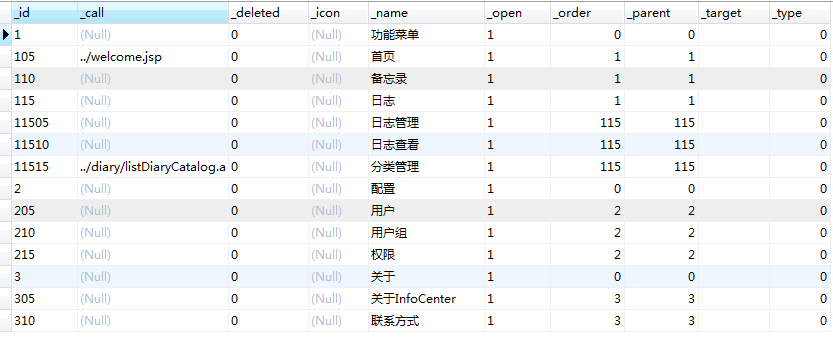 _id _call _deleted _icon _name _open _order _parent _target _type
1 (Null) 0 (Null) 功能菜单 1 0 0 0
105 ../welcome.jsp 0 (Null) 首页 1 1 1 0
110 (Null) 0 (Null) 备忘录 1 1 1 0
115 (Null) 0 (Null) 日志 1 1 1 0
11505 (Null) 0 (Null) 日志管理 1 115 115 0
11510 (Null) 0 (Null) 日志查看 1 115 115 0
11515 ../diary/listDiaryCatalog.a 0 (Null) 分类管理 1 115 115 0
2 (Null) 0 (Null) 配置 1 0 0 0
205 (Null) 0 (Null) 用户 1 2 2 0
210 (Null) 0 (Null) 用户组 1 2 2 0
215 (Null) 0 (Null) 权限 1 2 2 0
3 (Null) 0 (Null) 关于 1 0 0 0
305 (Null) 0 (Null) 关于InfoCenter 1 3 3 0
310 (Null) 0 (Null) 联系方式 1 3 3 0